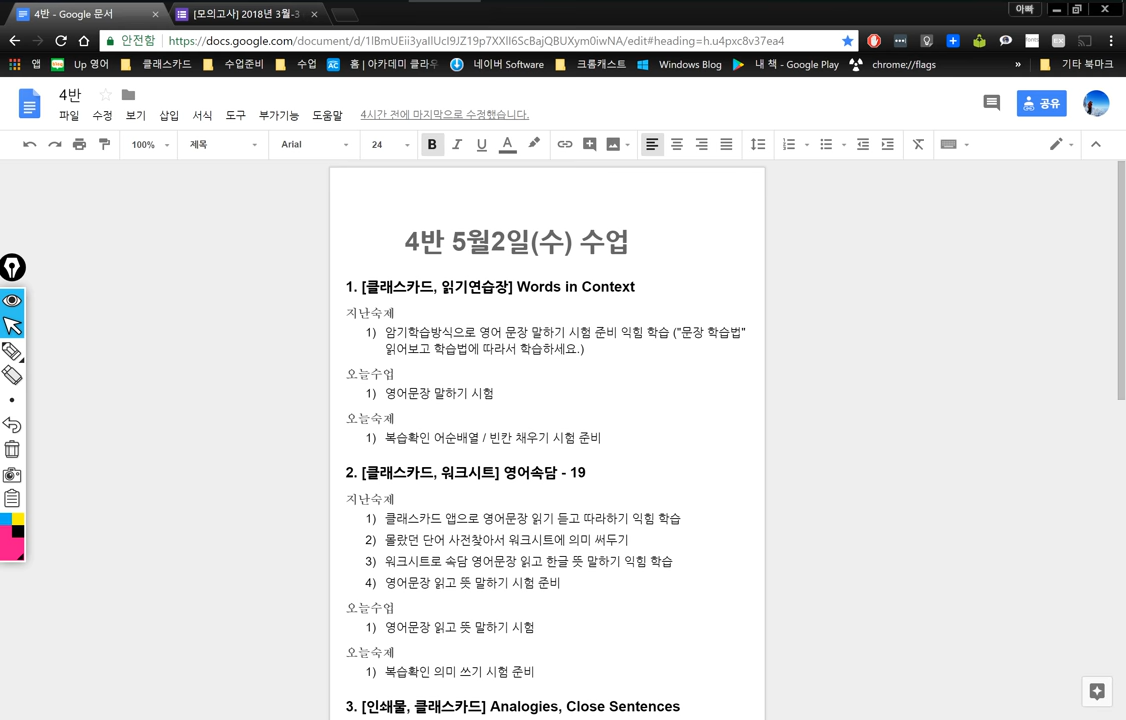 4반 - Google 문서
[모의고사] 2018년 3월-3
아빠
안전함
https://docs.google.com/document/d/1IBmUEii3yaIlUcI9JZ19p7XXlI6ScBajQBUXym0iwNA/edit#heading=h.u4pxc8v37ea4
앱
Up 영어
클래스카드
수업준비
수업
홈 | 아카데미 클라우
네이버 Software
크롬캐스트
Windows Blog
내 책 - Google Play
chrome://flags
»
기타 북마크
4반
파일 수정 보기 삽입 서식 도구 부가기능 도움말 4시간 전에 마지막으로 수정했습니다.
공유
100% 제목 Arial 24 B I U A
4반 5월2일(수) 수업
1. [클래스카드, 읽기연습장] Words in Context
지난숙제
1) 암기학습방식으로 영어 문장 말하기 시험 준비 익힘 학습 ("문장 학습법"
읽어보고 학습법에 따라서 학습하세요.)
오늘수업
1) 영어문장 말하기 시험
오늘숙제
1) 복습확인 어순배열 / 빈칸 채우기 시험 준비
2. [클래스카드, 워크시트] 영어속담 - 19
지난숙제
1) 클래스카드 앱으로 영어문장 읽기 듣고 따라하기 익힘 학습
2) 몰랐던 단어 사전찾아서 워크시트에 의미 써두기
3) 워크시트로 속담 영어문장 읽고 한글 뜻 말하기 익힘 학습
4) 영어문장 읽고 뜻 말하기 시험 준비
오늘수업
1) 영어문장 읽고 뜻 말하기 시험
오늘숙제
1) 복습확인 의미 쓰기 시험 준비
3. [인쇄물, 클래스카드] Analogies, Close Sentences